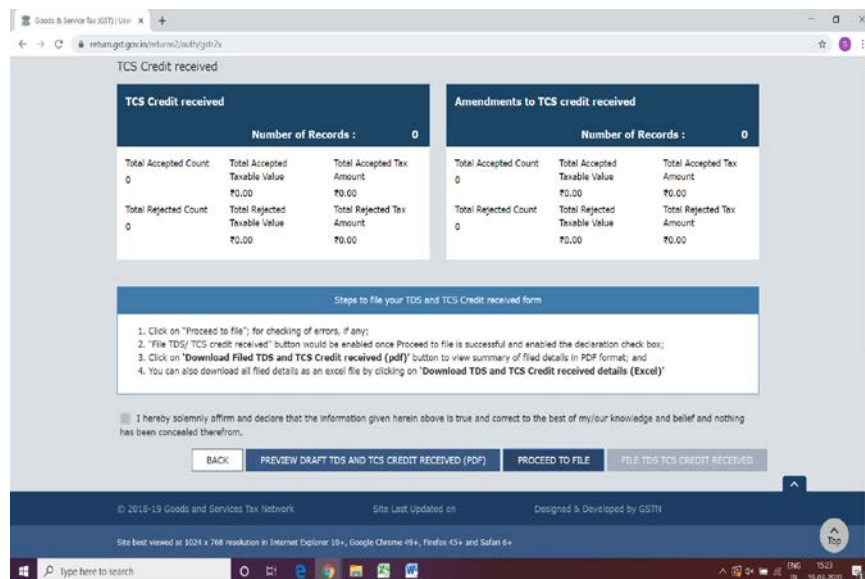 Goods & Service Tax (GST) | User
return.gst.gov.in/returns2/auth/gstr2x
S
TCS Credit received
TCS Credit received
Number of Records : 0
Total Accepted Count Total Accepted Taxable Value Total Accepted Tax Amount
0 ₹0.00 ₹0.00
Total Rejected Count Total Rejected Taxable Value Total Rejected Tax Amount
0 ₹0.00 ₹0.00
Amendments to TCS credit received
Number of Records : 0
Total Accepted Count Total Accepted Taxable Value Total Accepted Tax Amount
0 ₹0.00 ₹0.00
Total Rejected Count Total Rejected Taxable Value Total Rejected Tax Amount
0 ₹0.00 ₹0.00
Steps to file your TDS and TCS Credit received form
1. Click on "Proceed to file"; for checking of errors, if any;
2. "File TDS/ TCS credit received" button would be enabled once Proceed to file is successful and enabled the declaration check box;
3. Click on 'Download Filed TDS and TCS Credit received (pdf)' button to view summary of filed details in PDF format; and
4. You can also download all filed details as an excel file by clicking on 'Download TDS and TCS Credit received details (Excel)'
I hereby solemnly affirm and declare that the information given herein above is true and correct to the best of my/our knowledge and belief and nothing
has been concealed therefrom.
BACK PREVIEW DRAFT TDS AND TCS CREDIT RECEIVED (PDF) PROCEED TO FILE FILE TDS TCS CREDIT RECEIVED
© 2018-19 Goods and Services Tax Network Site Last Updated on Designed & Developed by GSTN
Site best viewed at 1024 x 768 resolution in Internet Explorer 10+, Google Chrome 49+, Firefox 45+ and Safari 6+
Top
Type here to search
ENG 1523
IN 25.03.2020